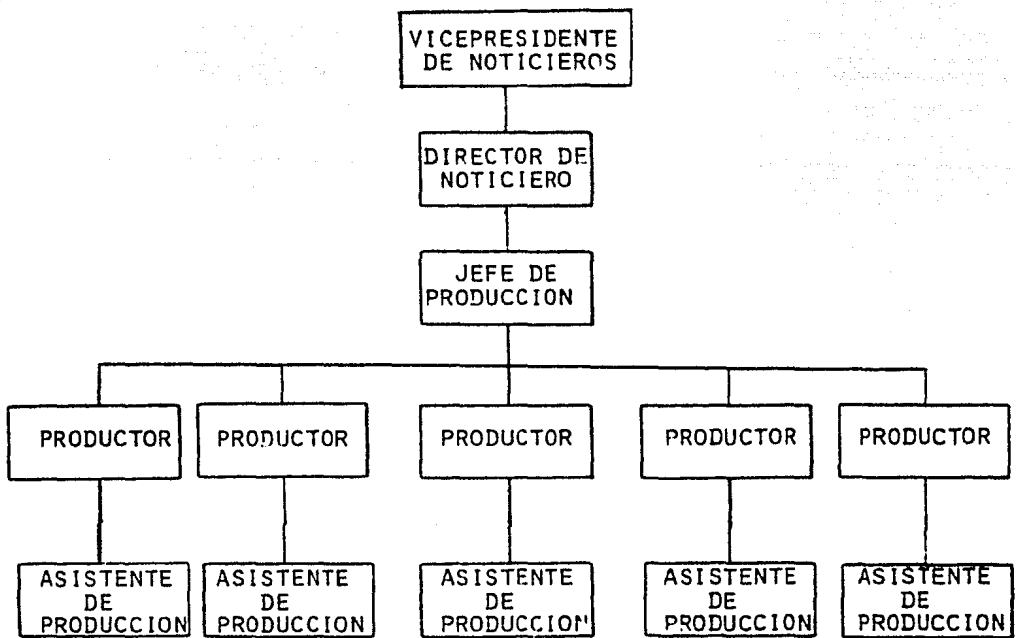 VICEPRESIDENTE
DE NOTICIEROS
DIRECTOR DE
NOTICIERO
JEFE DE
PRODUCCION
PRODUCTOR
PRODUCTOR
PRODUCTOR
PRODUCTOR
PRODUCTOR
ASISTENTE
DE
PRODUCCION
ASISTENTE
DE
PRODUCCION
ASISTENTE
DE
PRODUCCION
ASISTENTE
DE
PRODUCCION
ASISTENTE
DE
PRODUCCION